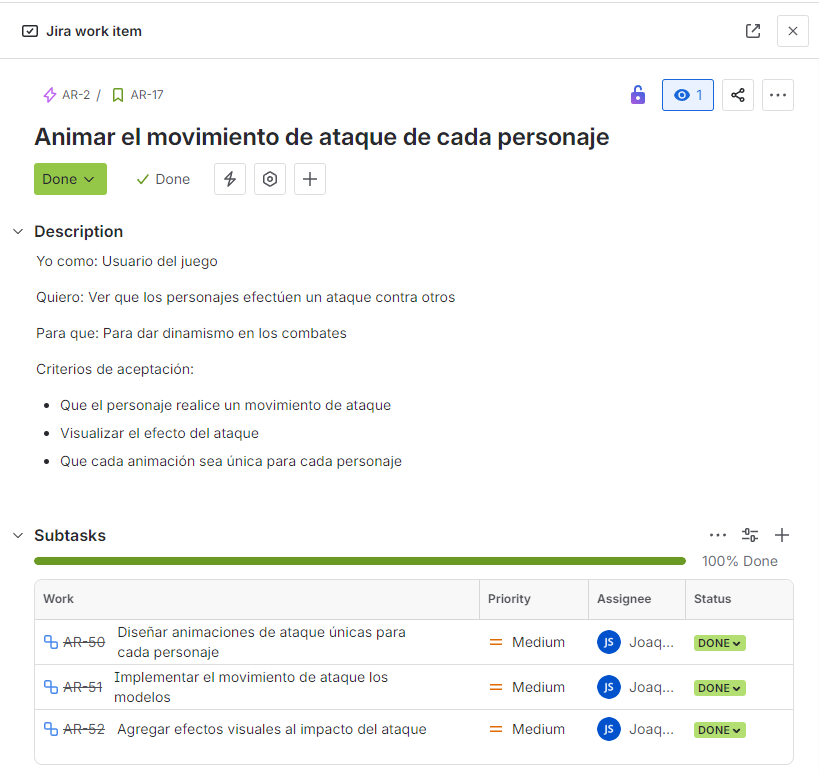 Jira work item
AR-2 / AR-17
1
Animar el movimiento de ataque de cada personaje
Done
Done
Description
Yo como: Usuario del juego
Quiero: Ver que los personajes efectúen un ataque contra otros
Para que: Para dar dinamismo en los combates
Criterios de aceptación:
Que el personaje realice un movimiento de ataque
Visualizar el efecto del ataque
Que cada animación sea única para cada personaje
Subtasks
100% Done
Work Priority Assignee Status
AR-50 Diseñar animaciones de ataque únicas para
cada personaje
Medium JS Joaq... DONE
AR-51 Implementar el movimiento de ataque los
modelos
Medium JS Joaq... DONE
AR-52 Agregar efectos visuales al impacto del ataque
Medium JS Joaq... DONE